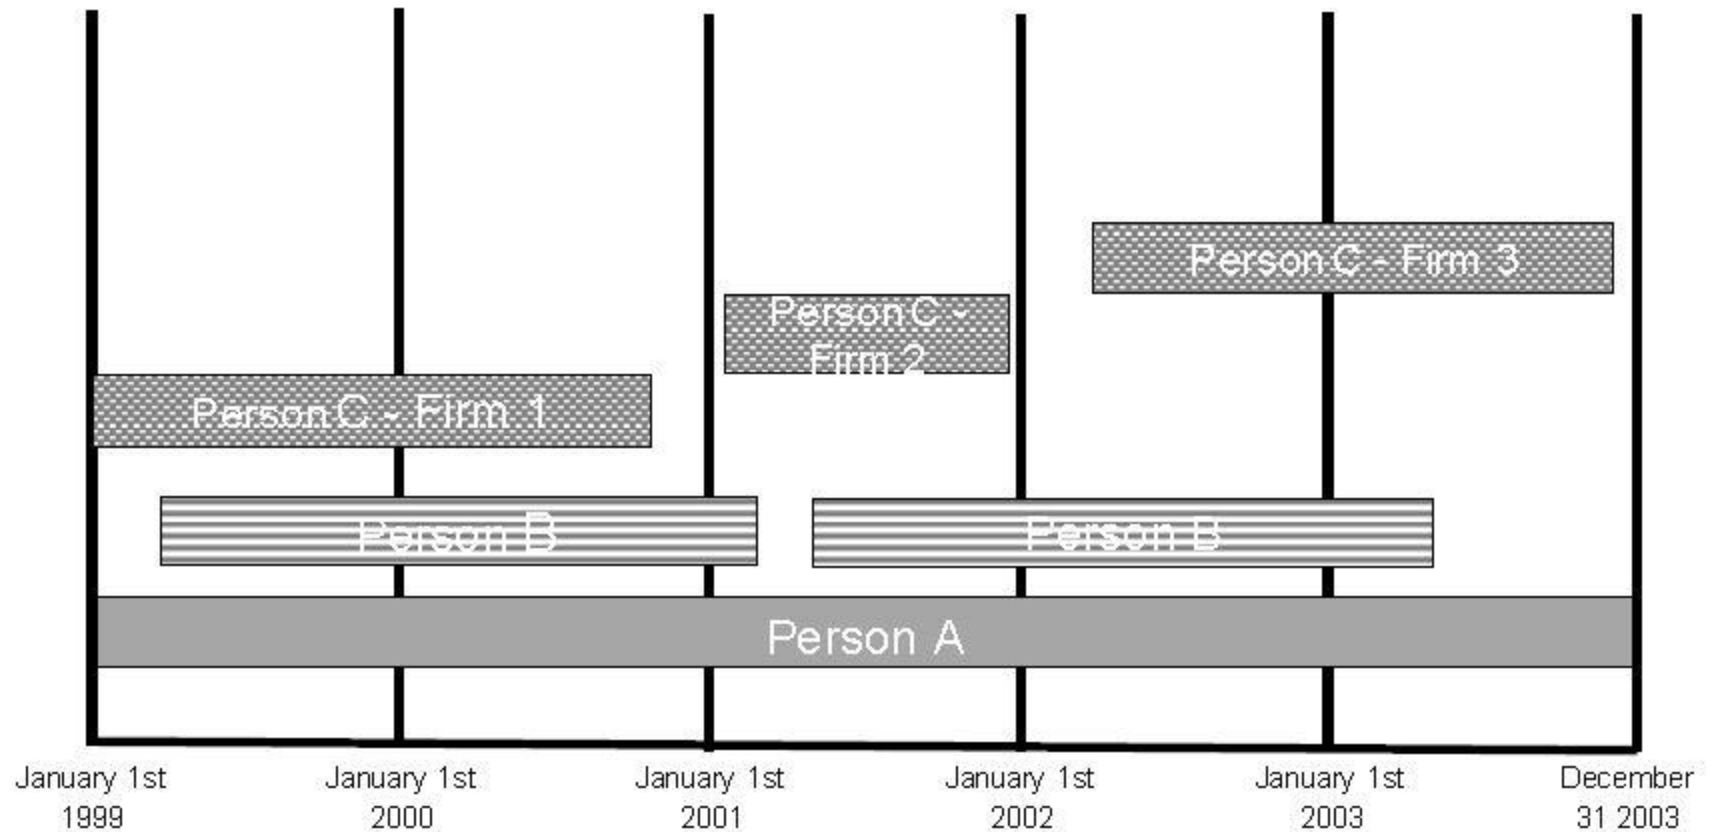 Person C - Firm 3
Person C -
Firm 2
Person C - Firm 1
Person B
Person B
Person A
January 1st
1999
January 1st
2000
January 1st
2001
January 1st
2002
January 1st
2003
December
31 2003